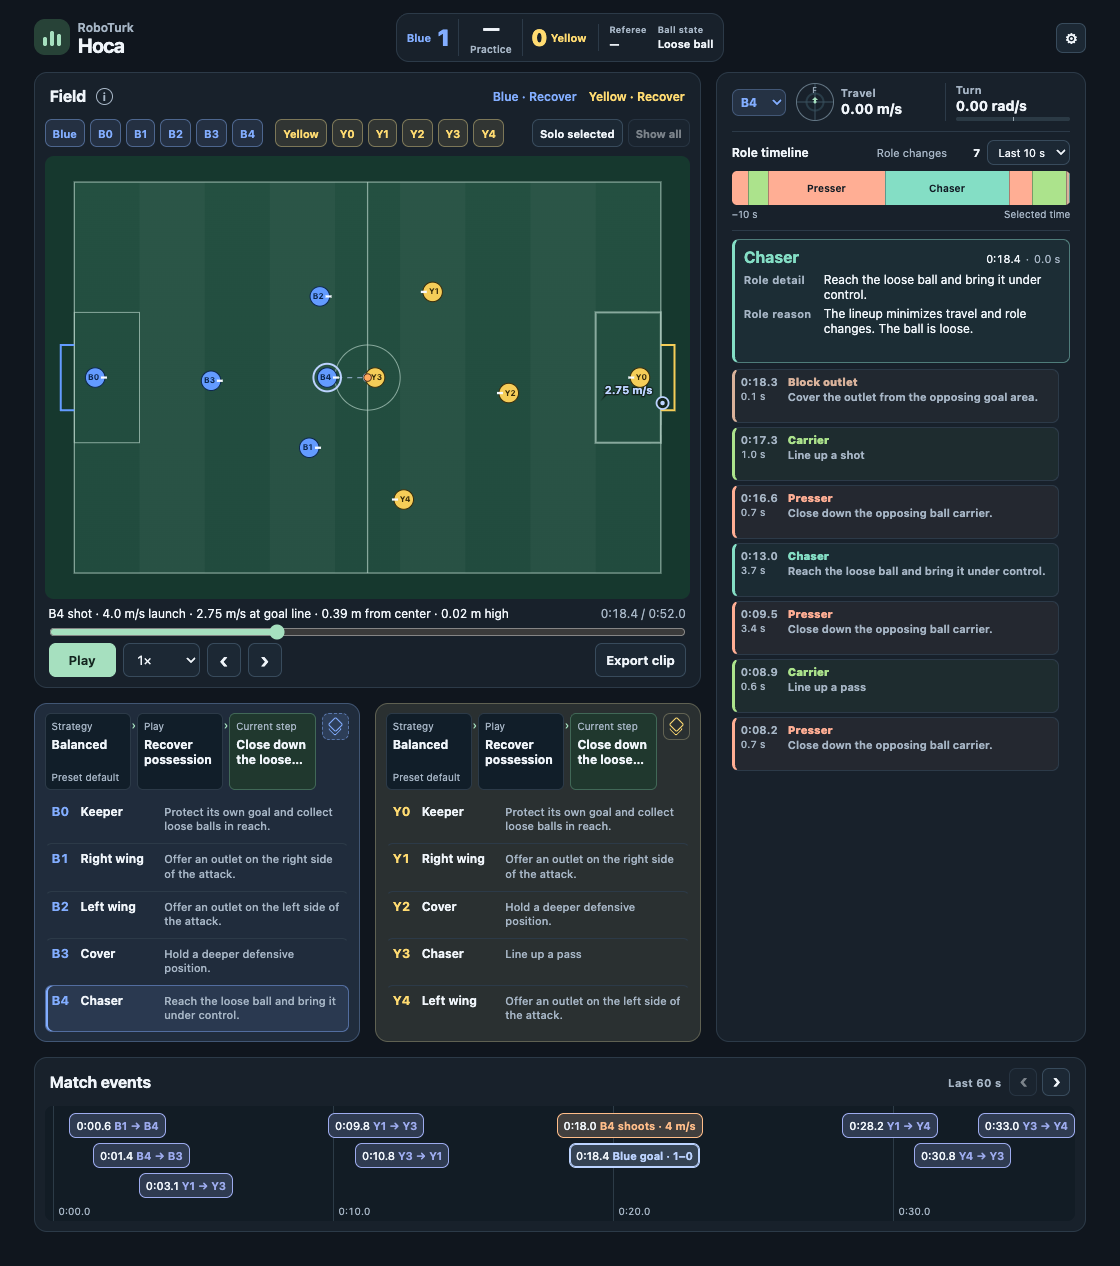 RoboTurk
Hoca
Blue 1
—
Practice
0 Yellow
Referee
—
Ball state
Loose ball
Field
Blue · Recover Yellow · Recover
Blue B0 B1 B2 B3 B4 Yellow Y0 Y1 Y2 Y3 Y4 Solo selected Show all
B2
Y1
B0
B3
B4
Y3
Y2
Y0
2.75 m/s
B1
Y4
B4 shot · 4.0 m/s launch · 2.75 m/s at goal line · 0.39 m from center · 0.02 m high 0:18.4 / 0:52.0
Play 1× ‹ › Export clip
B4
F
Travel
0.00 m/s
Turn
0.00 rad/s
Role timeline Role changes 7 Last 10 s
Presser Chaser
−10 s Selected time
Chaser 0:18.4 · 0.0 s
Role detail Reach the loose ball and bring it under
control.
Role reason The lineup minimizes travel and role
changes. The ball is loose.
0:18.3 Block outlet
0.1 s Cover the outlet from the opposing goal area.
0:17.3 Carrier
1.0 s Line up a shot
0:16.6 Presser
0.7 s Close down the opposing ball carrier.
0:13.0 Chaser
3.7 s Reach the loose ball and bring it under control.
0:09.5 Presser
3.4 s Close down the opposing ball carrier.
0:08.9 Carrier
0.6 s Line up a pass
0:08.2 Presser
0.7 s Close down the opposing ball carrier.
Strategy
Balanced
Preset default
›
Play
Recover
possession
›
Current step
Close down
the loose...
B0 Keeper Protect its own goal and collect
loose balls in reach.
B1 Right wing Offer an outlet on the right side
of the attack.
B2 Left wing Offer an outlet on the left side of
the attack.
B3 Cover Hold a deeper defensive
position.
B4 Chaser Reach the loose ball and bring it
under control.
Strategy
Balanced
Preset default
›
Play
Recover
possession
›
Current step
Close down
the loose...
Y0 Keeper Protect its own goal and collect
loose balls in reach.
Y1 Right wing Offer an outlet on the right side
of the attack.
Y2 Cover Hold a deeper defensive
position.
Y3 Chaser Line up a pass
Y4 Left wing Offer an outlet on the left side of
the attack.
Match events Last 60 s ‹ ›
0:00.6 B1 → B4 0:09.8 Y1 → Y3 0:18.0 B4 shoots · 4 m/s 0:28.2 Y1 → Y4 0:33.0 Y3 → Y4
0:01.4 B4 → B3 0:10.8 Y3 → Y1 0:18.4 Blue goal · 1–0 0:30.8 Y4 → Y3
0:03.1 Y1 → Y3
0:00.0 0:10.0 0:20.0 0:30.0